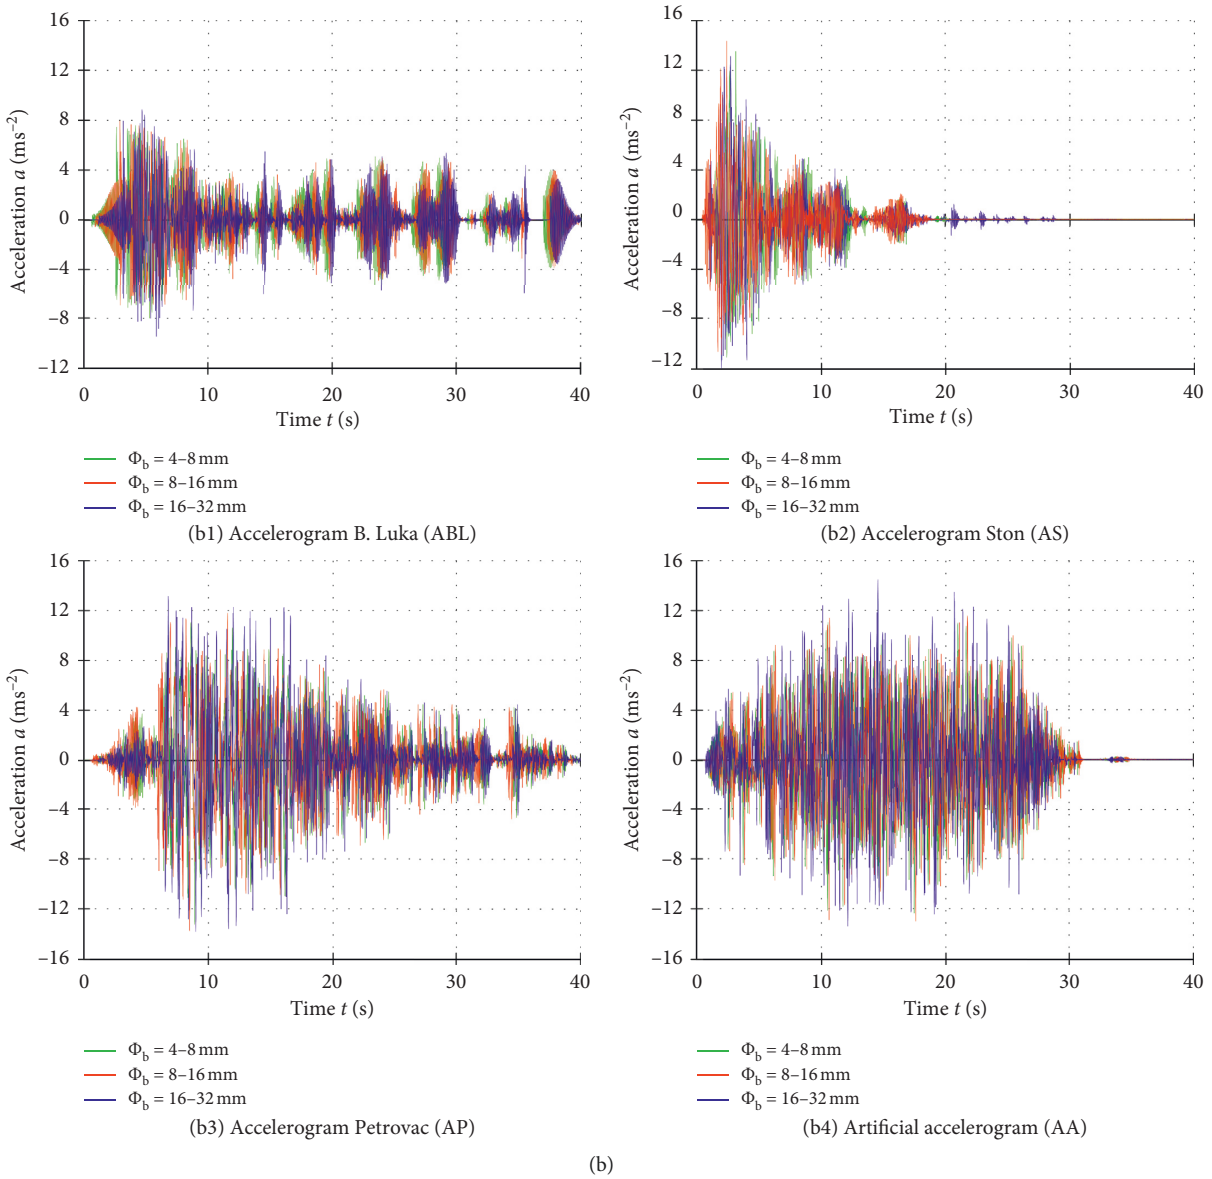 16
12
8
4
0
−4
−8
−12
Acceleration a (ms−2)
0 10 20 30 40
Time t (s)
Φb = 4–8 mm
Φb = 8–16 mm
Φb = 16–32 mm
(b1) Accelerogram B. Luka (ABL)
16
12
8
4
0
−4
−8
−12
Acceleration a (ms−2)
0 10 20 30 40
Time t (s)
Φb = 4–8 mm
Φb = 8–16 mm
Φb = 16–32 mm
(b2) Accelerogram Ston (AS)
16
12
8
4
0
−4
−8
−12
−16
Acceleration a (ms−2)
0 10 20 30 40
Time t (s)
Φb = 4–8 mm
Φb = 8–16 mm
Φb = 16–32 mm
(b3) Accelerogram Petrovac (AP)
16
12
8
4
0
−4
−8
−12
−16
Acceleration a (ms−2)
0 10 20 30 40
Time t (s)
Φb = 4–8 mm
Φb = 8–16 mm
Φb = 16–32 mm
(b4) Artificial accelerogram (AA)
(b)